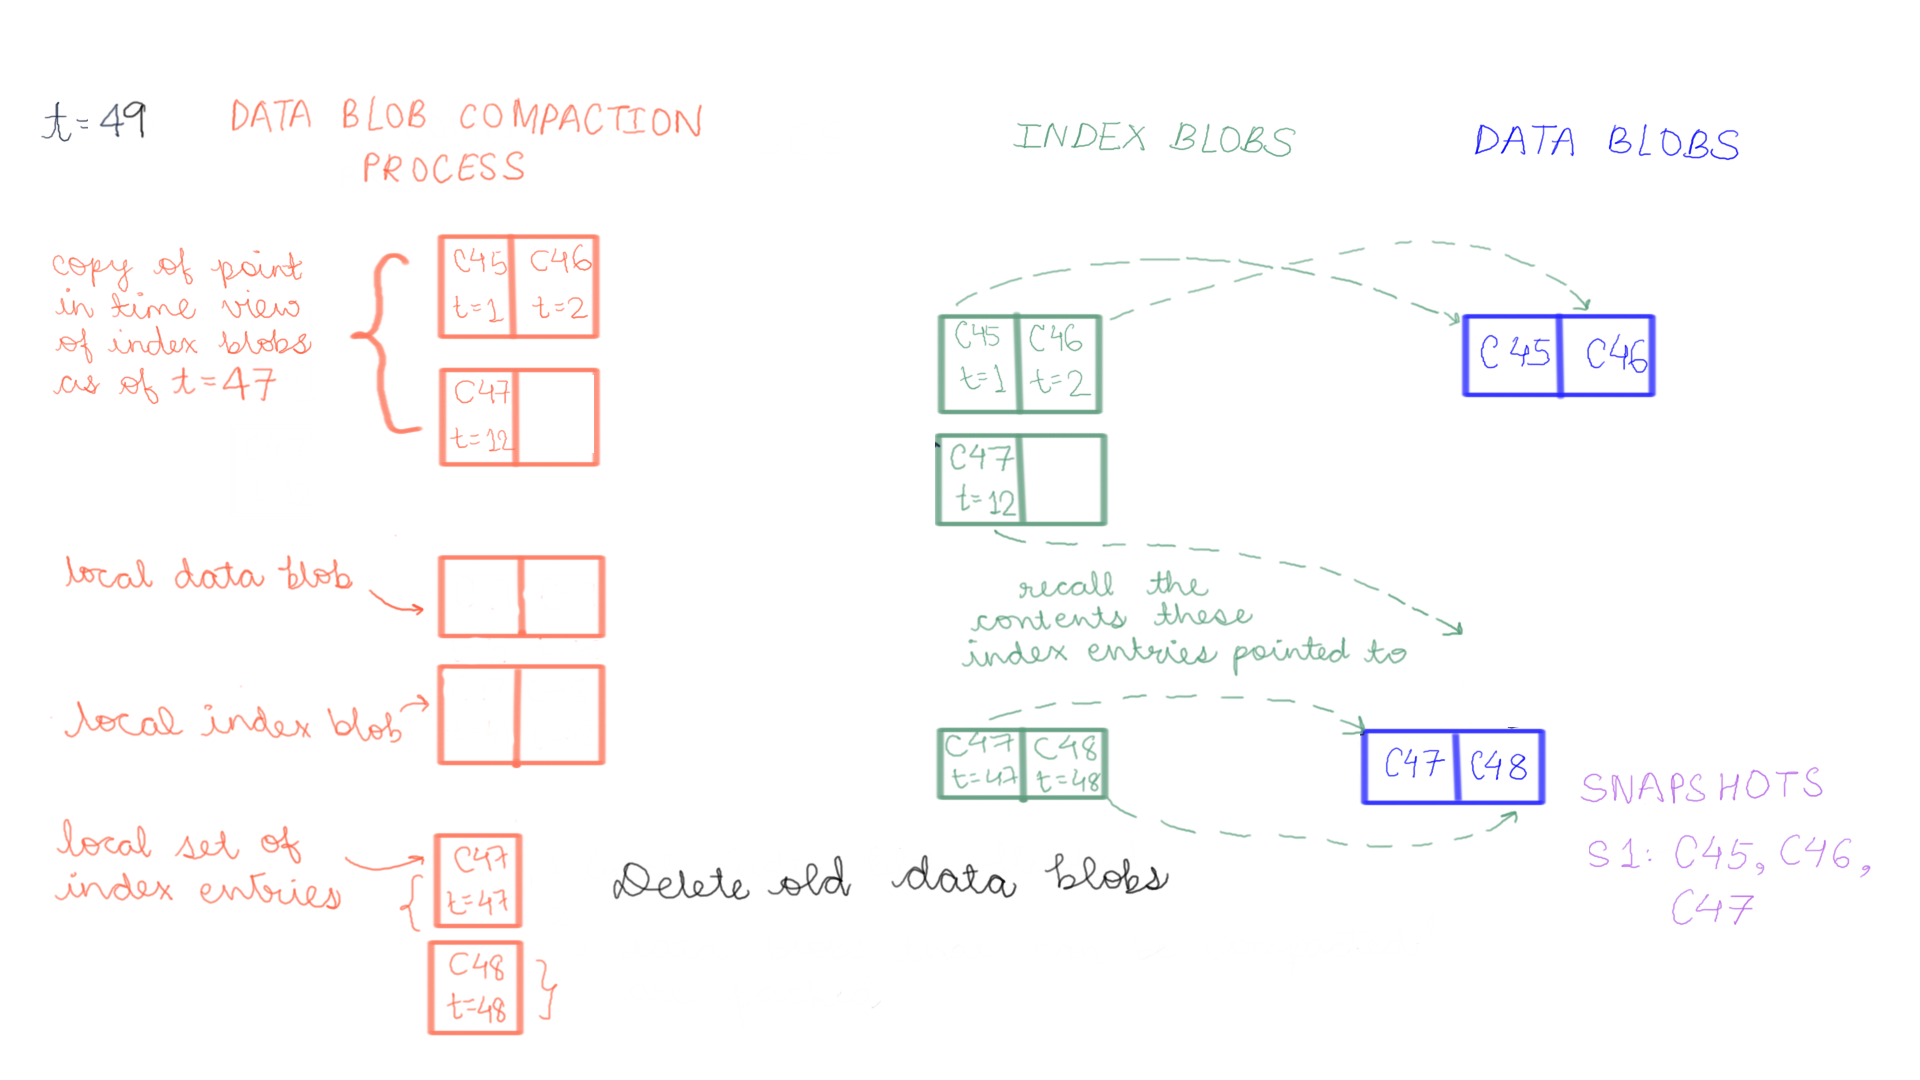 t=49
DATA BLOB COMPACTION
PROCESS
INDEX BLOBS
DATA BLOBS
copy of point
in time view
of index blobs
as of t=47
C45 C46
t=1 t=2
C47
t=12
local data blob
local index blob
local set of
index entries
C47
t=47
C48
t=48
Delete old data blobs
C45 C46
t=1 t=2
C47
t=12
recall the
contents these
index entries pointed to
C47 C48
t=47 t=48
C45 C46
C47 C48
SNAPSHOTS
S1: C45, C46,
C47